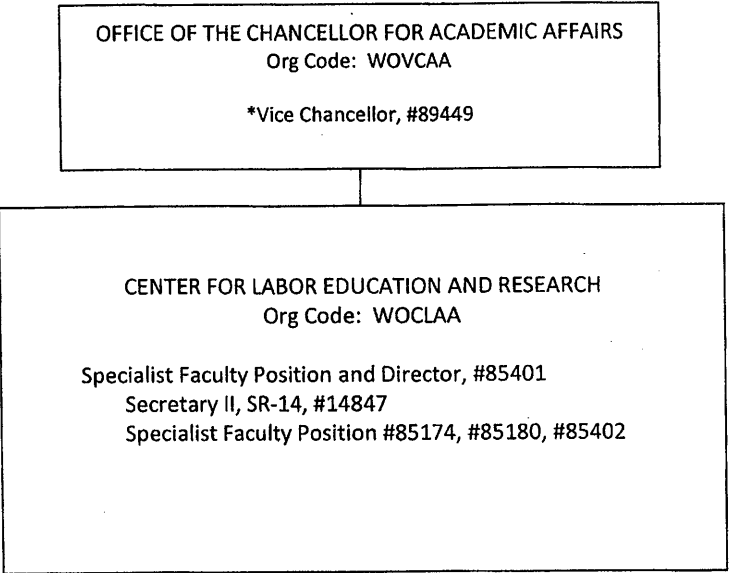 OFFICE OF THE CHANCELLOR FOR ACADEMIC AFFAIRS
Org Code: WOVCAA
*Vice Chancellor, #89449
CENTER FOR LABOR EDUCATION AND RESEARCH
Org Code: WOCLAA
Specialist Faculty Position and Director, #85401
Secretary II, SR-14, #14847
Specialist Faculty Position #85174, #85180, #85402